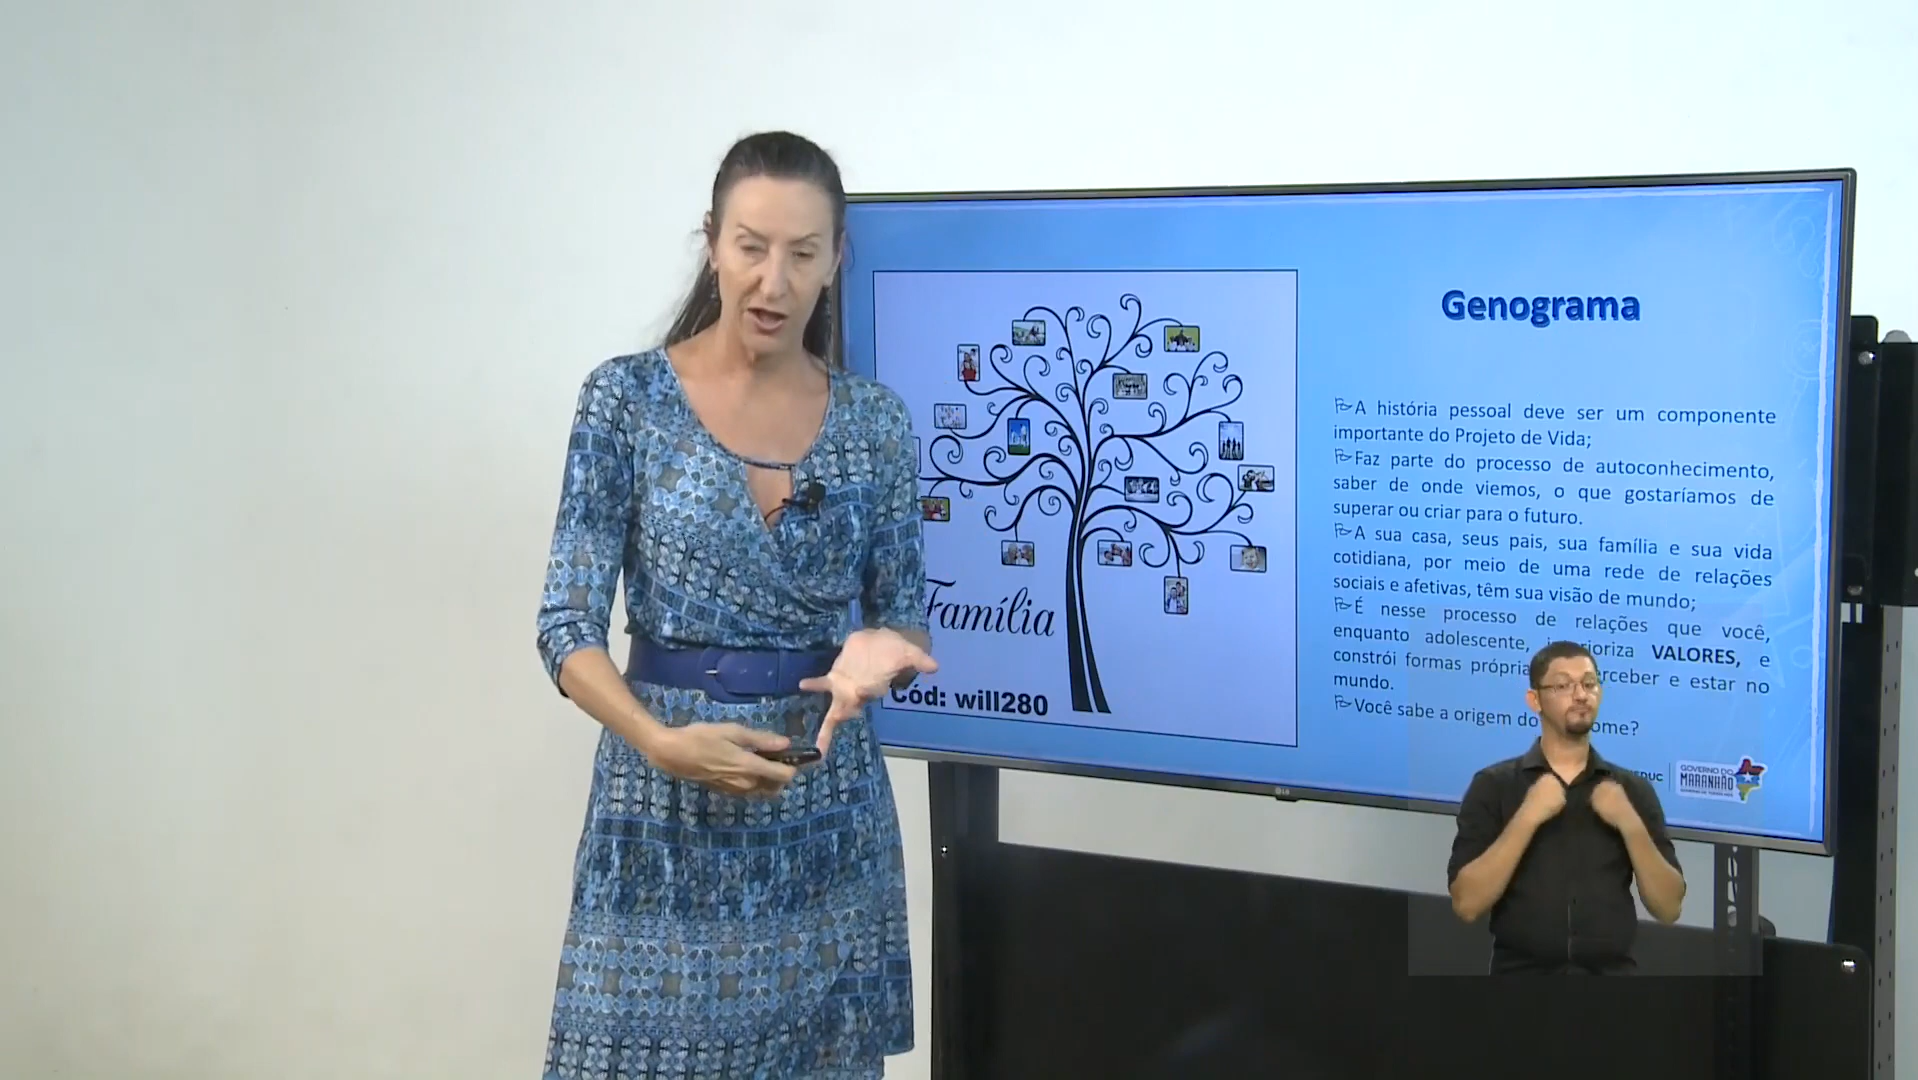 Genograma
A história pessoal deve ser um componente
importante do Projeto de Vida;
Faz parte do processo de autoconhecimento,
saber de onde viemos, o que gostaríamos de
superar ou criar para o futuro.
A sua casa, seus pais, sua família e sua vida
cotidiana, por meio de uma rede de relações
sociais e afetivas, têm sua visão de mundo;
É nesse processo de relações que você,
enquanto adolescente, VALORES, e
constrói formas e estar no
mundo.
Você sabe a origem do
Família
Cód: will280
GOVERNO DO
MARANHÃO
LG